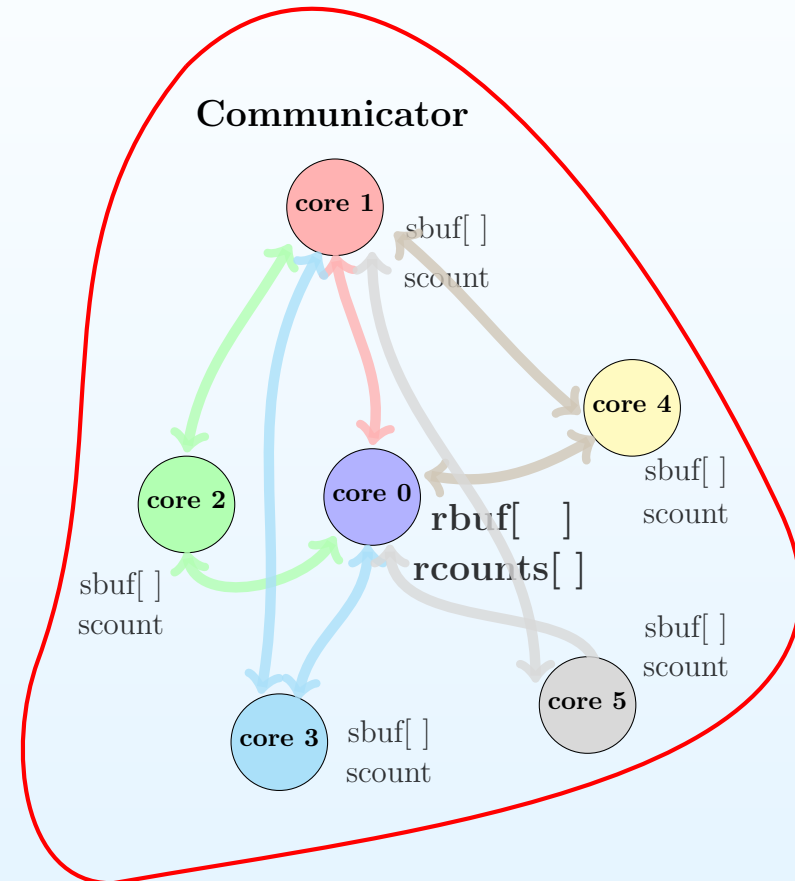 Communicator
core 1
sbuf[ ]
scount
core 4
sbuf[ ]
scount
core 2
core 0
rbuf[ ]
rcounts[ ]
sbuf[ ]
scount
sbuf[ ]
scount
core 5
core 3
sbuf[ ]
scount